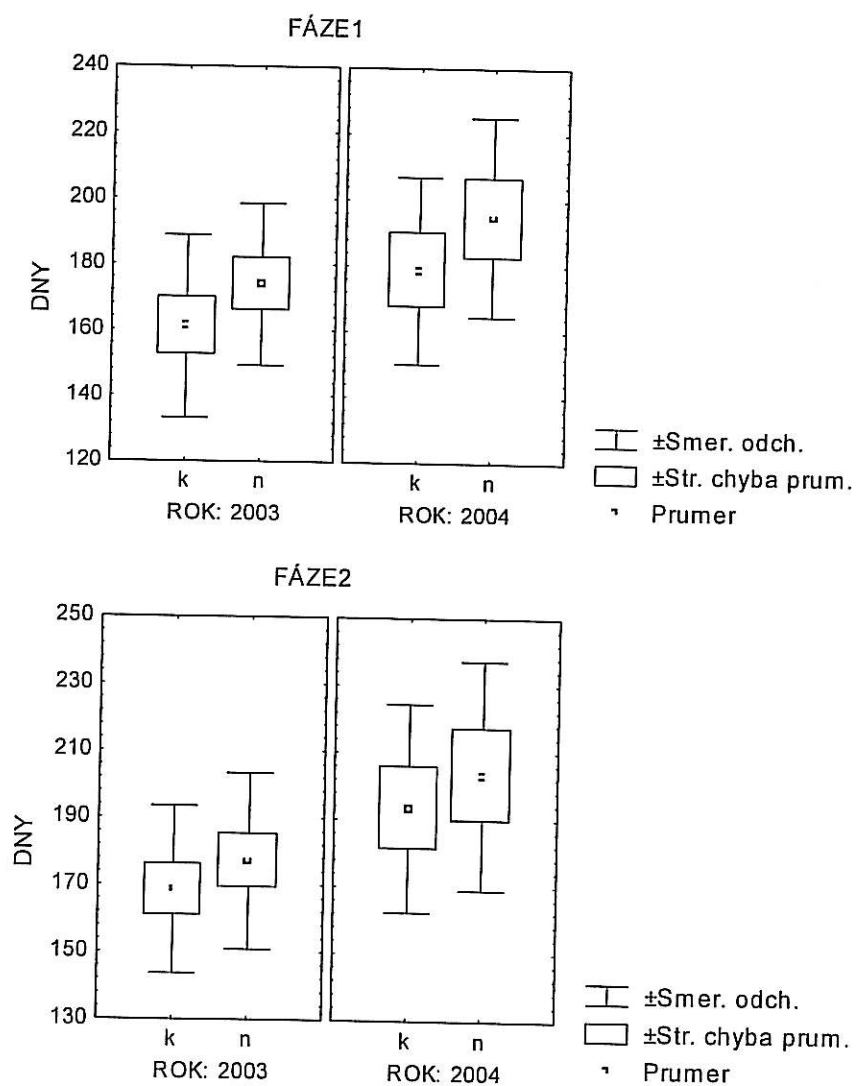 FÁZE1
240
220
200
180
160
140
120
DNY
k n k n
ROK: 2003 ROK: 2004
±Smer. odch.
±Str. chyba prum.
Prumer
FÁZE2
250
230
210
190
170
150
130
DNY
k n k n
ROK: 2003 ROK: 2004
±Smer. odch.
±Str. chyba prum.
Prumer